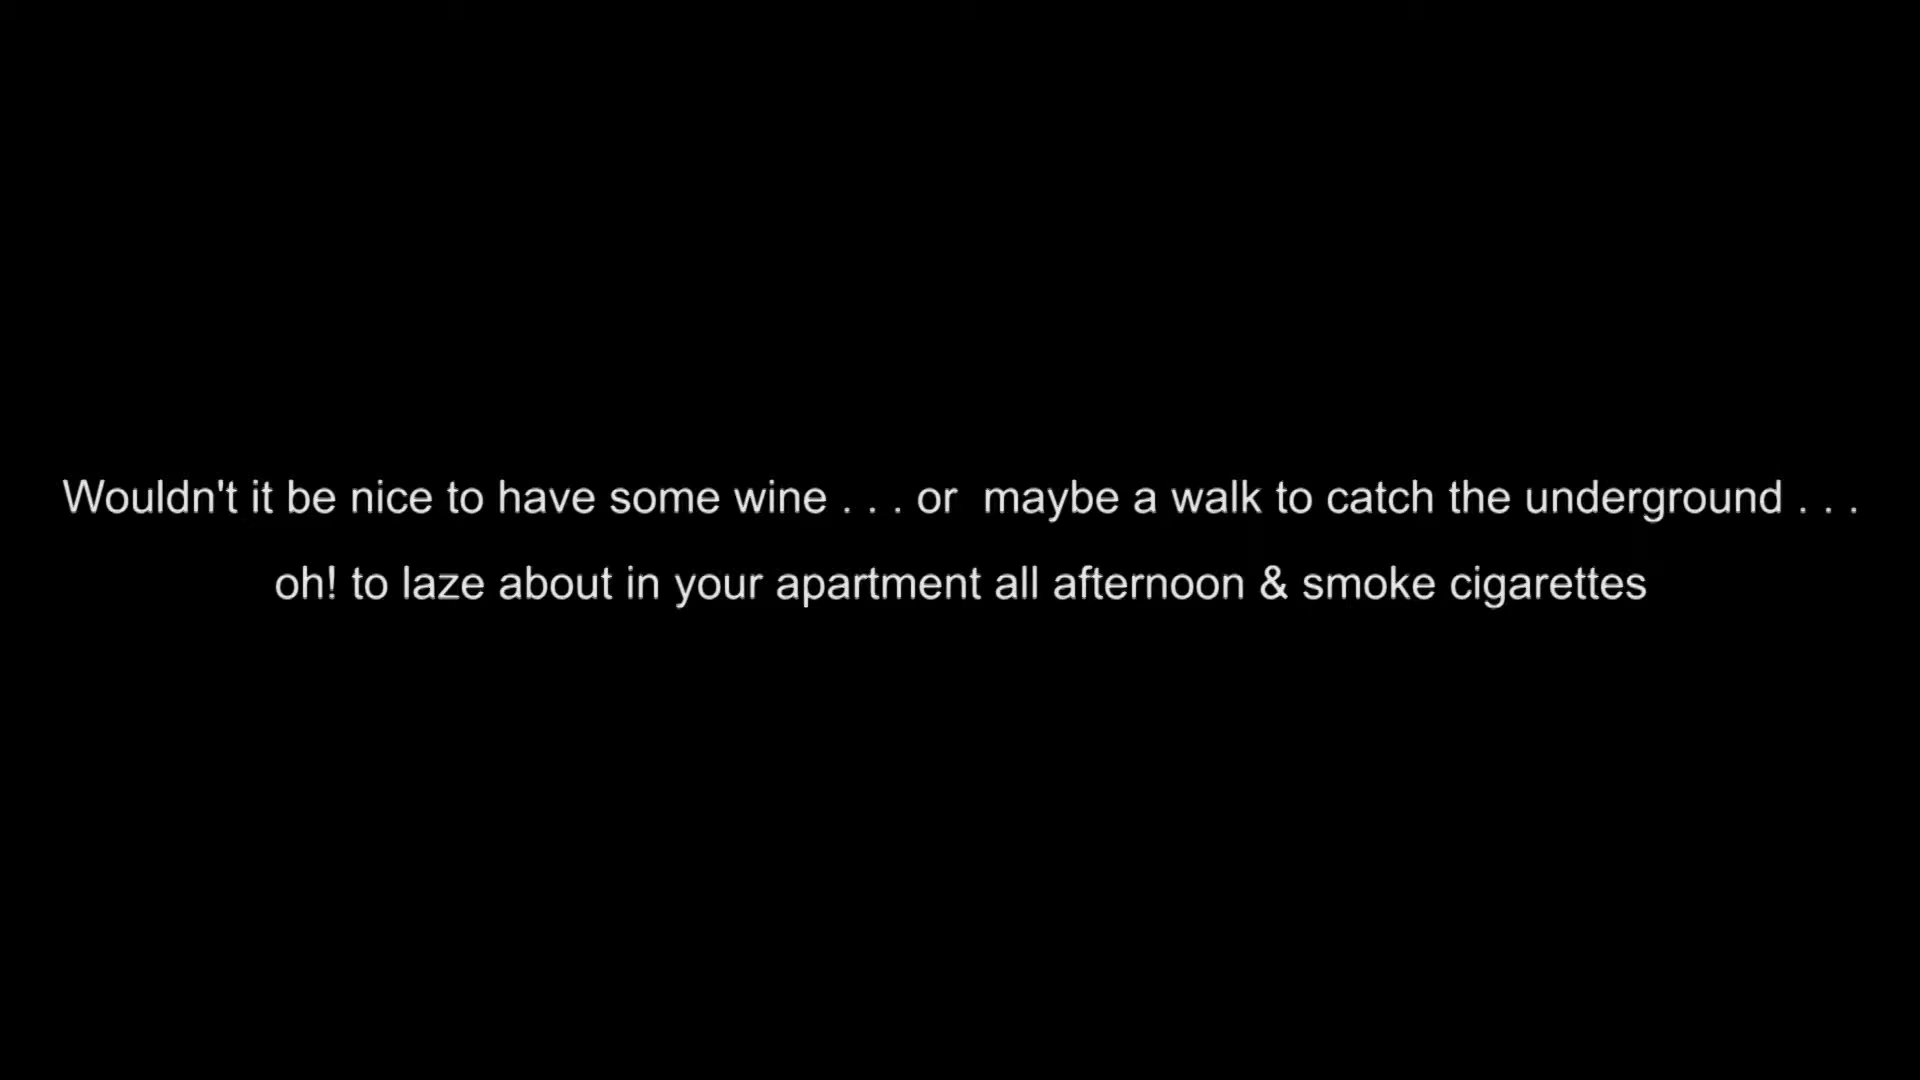 Wouldn't it be nice to have some wine . . . or  maybe a walk to catch the underground . . .
oh! to laze about in your apartment all afternoon & smoke cigarettes